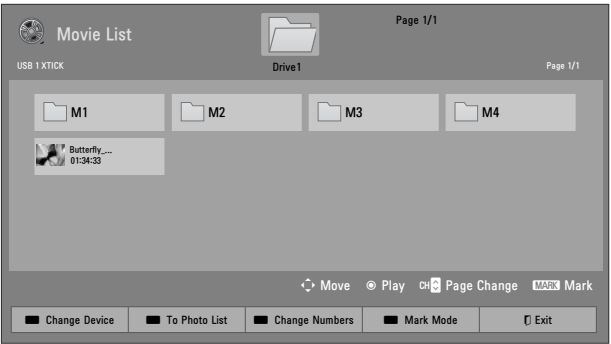 Movie List
Page 1/1
USB 1 XTICK
Drive1
Page 1/1
M1
M2
M3
M4
Butterfly_...
01:34:33
Move
Play
CH Page Change
MARK Mark
Change Device
To Photo List
Change Numbers
Mark Mode
Exit